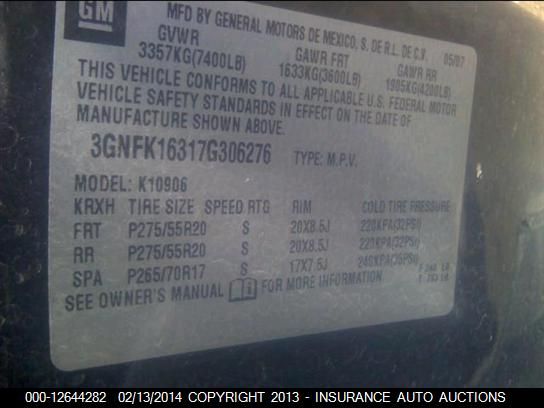 GM
MFD BY GENERAL MOTORS DE MEXICO, S. DE R.L. DE C.V. 05/07
GVWR GAWR FRT GAWR RR
3357KG(7400LB) 1633KG(3600LB) 1905KG(4200LB)
THIS VEHICLE CONFORMS TO ALL APPLICABLE U.S. FEDERAL MOTOR
VEHICLE SAFETY STANDARDS IN EFFECT ON THE DATE OF
MANUFACTURE SHOWN ABOVE.
3GNFK16317G306276 TYPE: M.P.V.
MODEL: K10906
KRXH TIRE SIZE SPEED RTG RIM COLD TIRE PRESSURE
FRT P275/55R20 S 20X8.5J 220KPA(32PSI)
RR P275/55R20 S 20X8.5J 220KPA(32PSI)
SPA P265/70R17 S 17X7.5J 240KPA(35PSI)
SEE OWNER'S MANUAL FOR MORE INFORMATION
000-12644282 02/13/2014 COPYRIGHT 2013 - INSURANCE AUTO AUCTIONS